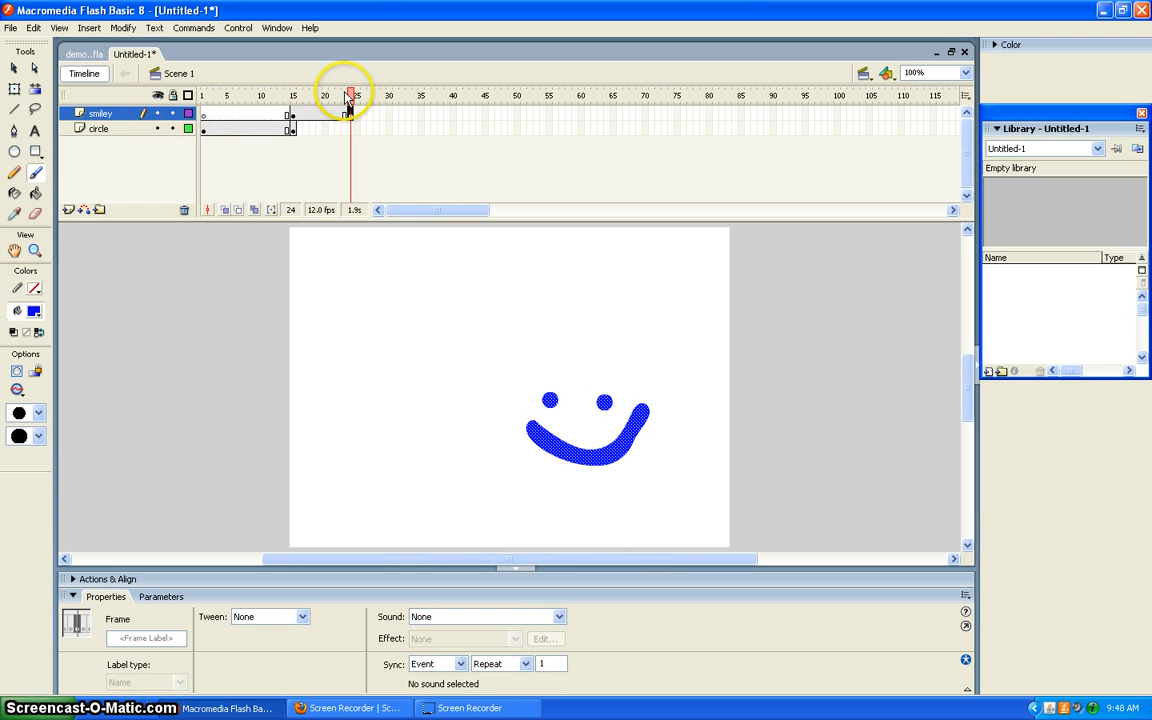 Macromedia Flash Basic 8 - [Untitled-1*]
File Edit View Insert Modify Text Commands Control Window Help
Tools
demo..fla Untitled-1*
Color
Timeline Scene 1 100%
1 5 10 15 20 25 30 35 40 45 50 55 60 65 70 75 80 85 90 95 100 105 110 115
smiley
circle
24 12.0 fps 1.9s
View
Colors
Options
Library - Untitled-1
Untitled-1
Empty library
Name Type
Actions & Align
Properties Parameters
Frame
<Frame Label>
Label type:
Name
Tween: None
Sound: None
Effect: None Edit...
Sync: Event Repeat 1
No sound selected
Screencast-O-Matic.com
Macromedia Flash Ba...
Screen Recorder | Sc...
Screen Recorder
9:48 AM